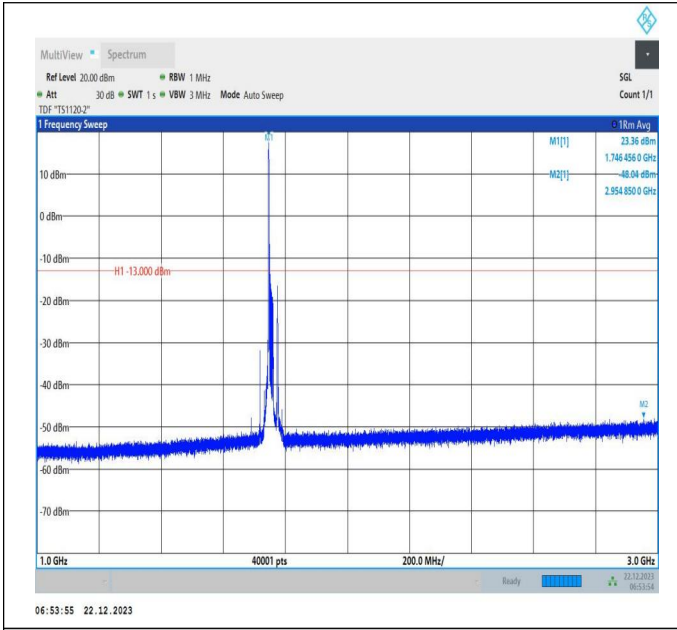 R S
MultiView Spectrum
Ref Level 20.00 dBm RBW 1 MHz SGL
Att 30 dB SWT 1 s VBW 3 MHz Mode Auto Sweep Count 1/1
TDF "TS1120-2"
1 Frequency Sweep 1Rm Avg
M1 M1[1] 23.36 dBm
1.746 456 0 GHz
10 dBm M2[1] -48.04 dBm
2.954 850 0 GHz
0 dBm
-10 dBm
H1 -13.000 dBm
-20 dBm
-30 dBm
-40 dBm
M2
-50 dBm
-60 dBm
-70 dBm
1.0 GHz 40001 pts 200.0 MHz/ 3.0 GHz
Ready 22.12.2023
06:53:54
06:53:55 22.12.2023